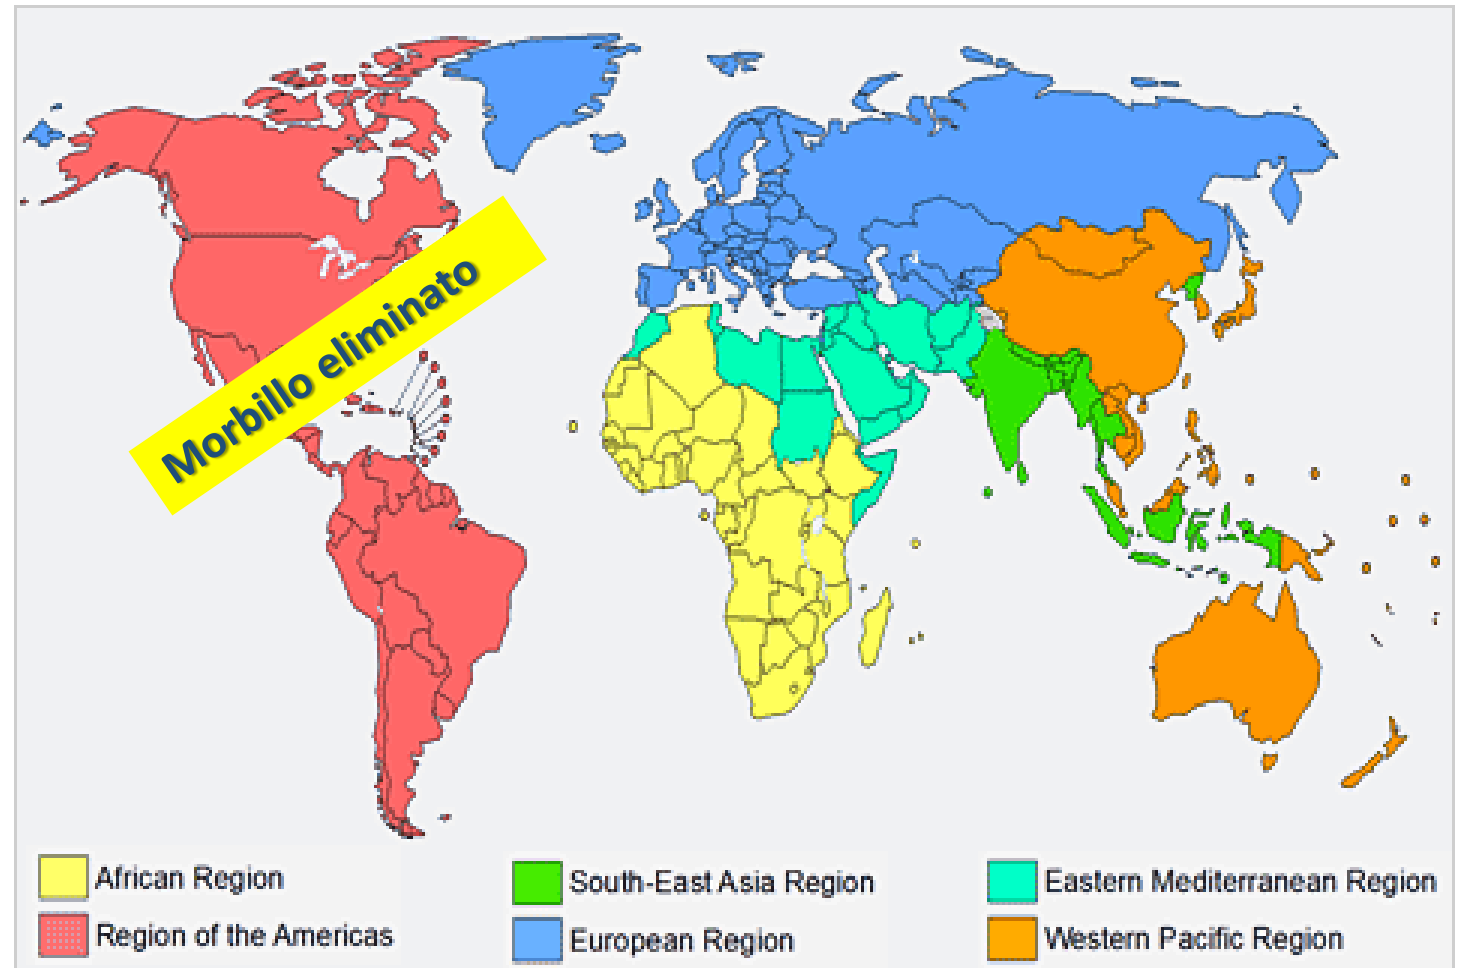 Morbillo eliminato
African Region
South-East Asia Region
Eastern Mediterranean Region
Region of the Americas
European Region
Western Pacific Region